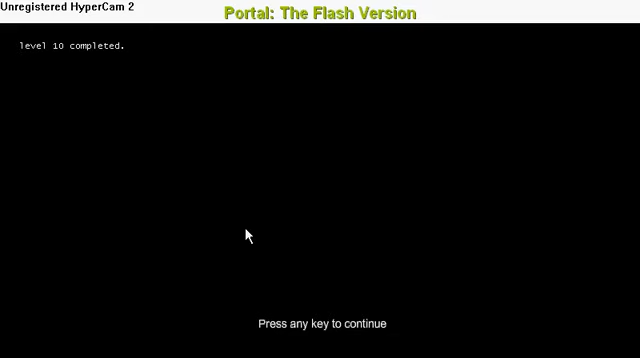 Unregistered HyperCam 2
Portal: The Flash Version
level 10 completed.
Press any key to continue